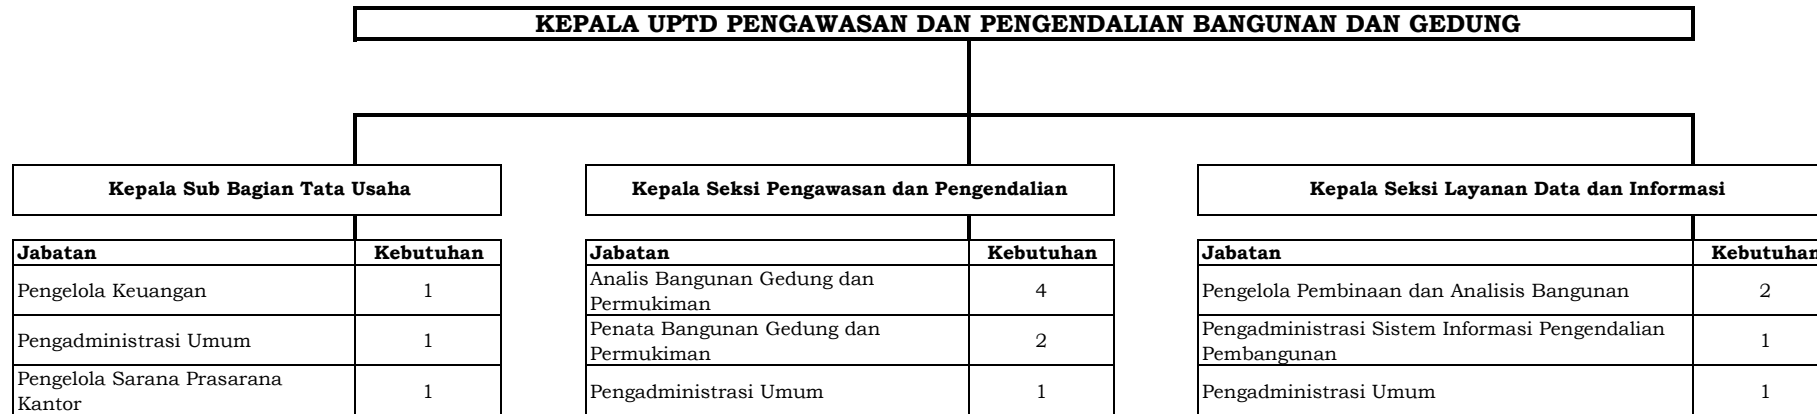 KEPALA UPTD PENGAWASAN DAN PENGENDALIAN BANGUNAN DAN GEDUNG
Kepala Sub Bagian Tata Usaha
Jabatan Kebutuhan
Pengelola Keuangan 1
Pengadministrasi Umum 1
Pengelola Sarana Prasarana
Kantor 1
Kepala Seksi Pengawasan dan Pengendalian
Jabatan Kebutuhan
Analis Bangunan Gedung dan
Permukiman 4
Penata Bangunan Gedung dan
Permukiman 2
Pengadministrasi Umum 1
Kepala Seksi Layanan Data dan Informasi
Jabatan Kebutuhan
Pengelola Pembinaan dan Analisis Bangunan 2
Pengadministrasi Sistem Informasi Pengendalian
Pembangunan 1
Pengadministrasi Umum 1